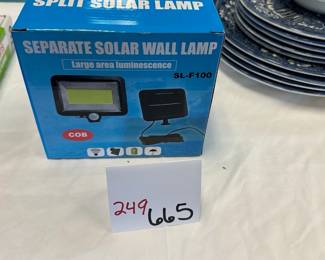 SPLIT SOLAR LAMP
SEPARATE SOLAR WALL LAMP
Large area luminescence
SL-F100
COB
249 665